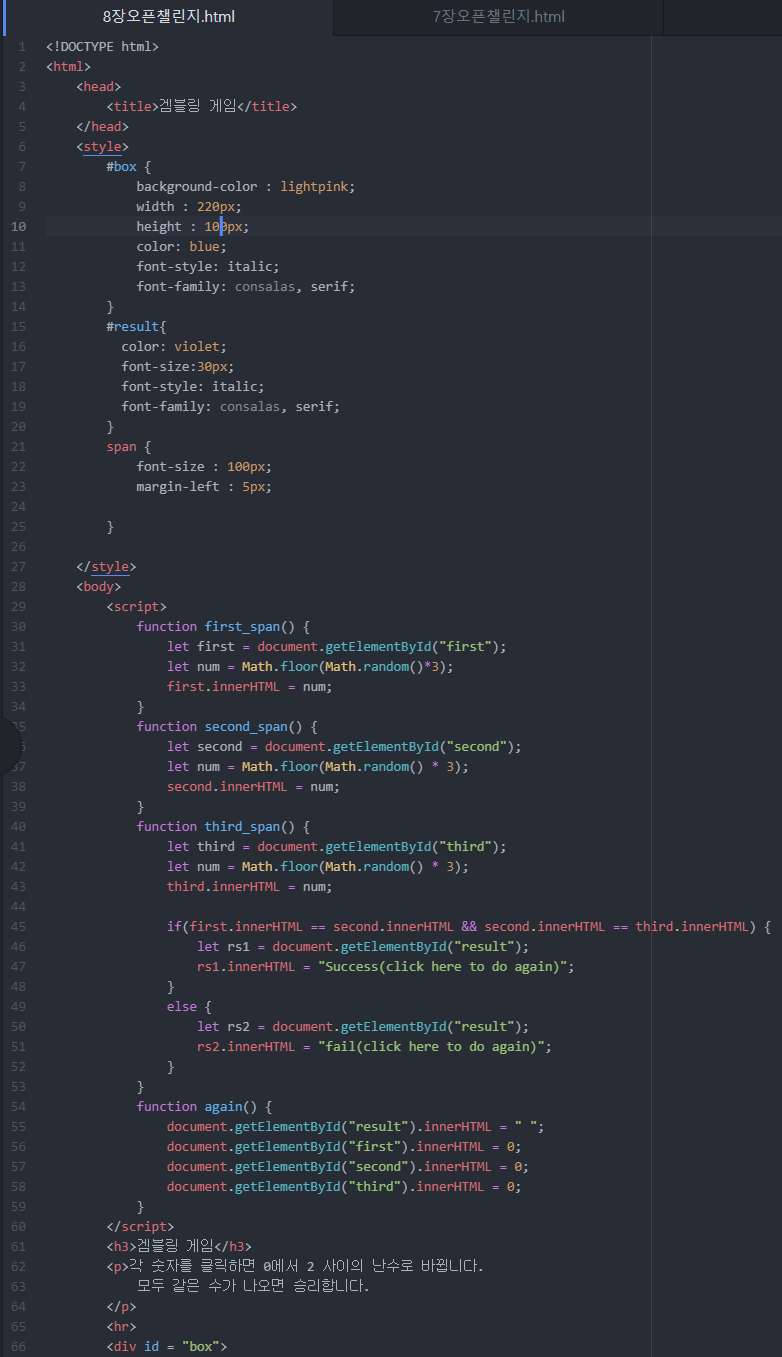 8장오픈챌린지.html 7장오픈챌린지.html
1 <!DOCTYPE html>
2 <html>
3 <head>
4 <title>겜블링 게임</title>
5 </head>
6 <style>
7 #box {
8 background-color : lightpink;
9 width : 220px;
10 height : 100px;
11 color: blue;
12 font-style: italic;
13 font-family: consalas, serif;
14 }
15 #result{
16 color: violet;
17 font-size:30px;
18 font-style: italic;
19 font-family: consalas, serif;
20 }
21 span {
22 font-size : 100px;
23 margin-left : 5px;
24
25 }
26
27 </style>
28 <body>
29 <script>
30 function first_span() {
31 let first = document.getElementById("first");
32 let num = Math.floor(Math.random()*3);
33 first.innerHTML = num;
34 }
35 function second_span() {
36 let second = document.getElementById("second");
37 let num = Math.floor(Math.random() * 3);
38 second.innerHTML = num;
39 }
40 function third_span() {
41 let third = document.getElementById("third");
42 let num = Math.floor(Math.random() * 3);
43 third.innerHTML = num;
44
45 if(first.innerHTML == second.innerHTML && second.innerHTML == third.innerHTML) {
46 let rs1 = document.getElementById("result");
47 rs1.innerHTML = "Success(click here to do again)";
48 }
49 else {
50 let rs2 = document.getElementById("result");
51 rs2.innerHTML = "fail(click here to do again)";
52 }
53 }
54 function again() {
55 document.getElementById("result").innerHTML = " ";
56 document.getElementById("first").innerHTML = 0;
57 document.getElementById("second").innerHTML = 0;
58 document.getElementById("third").innerHTML = 0;
59 }
60 </script>
61 <h3>겜블링 게임</h3>
62 <p>각 숫자를 클릭하면 0에서 2 사이의 난수로 바뀝니다.
63 모두 같은 수가 나오면 승리합니다.
64 </p>
65 <hr>
66 <div id = "box">